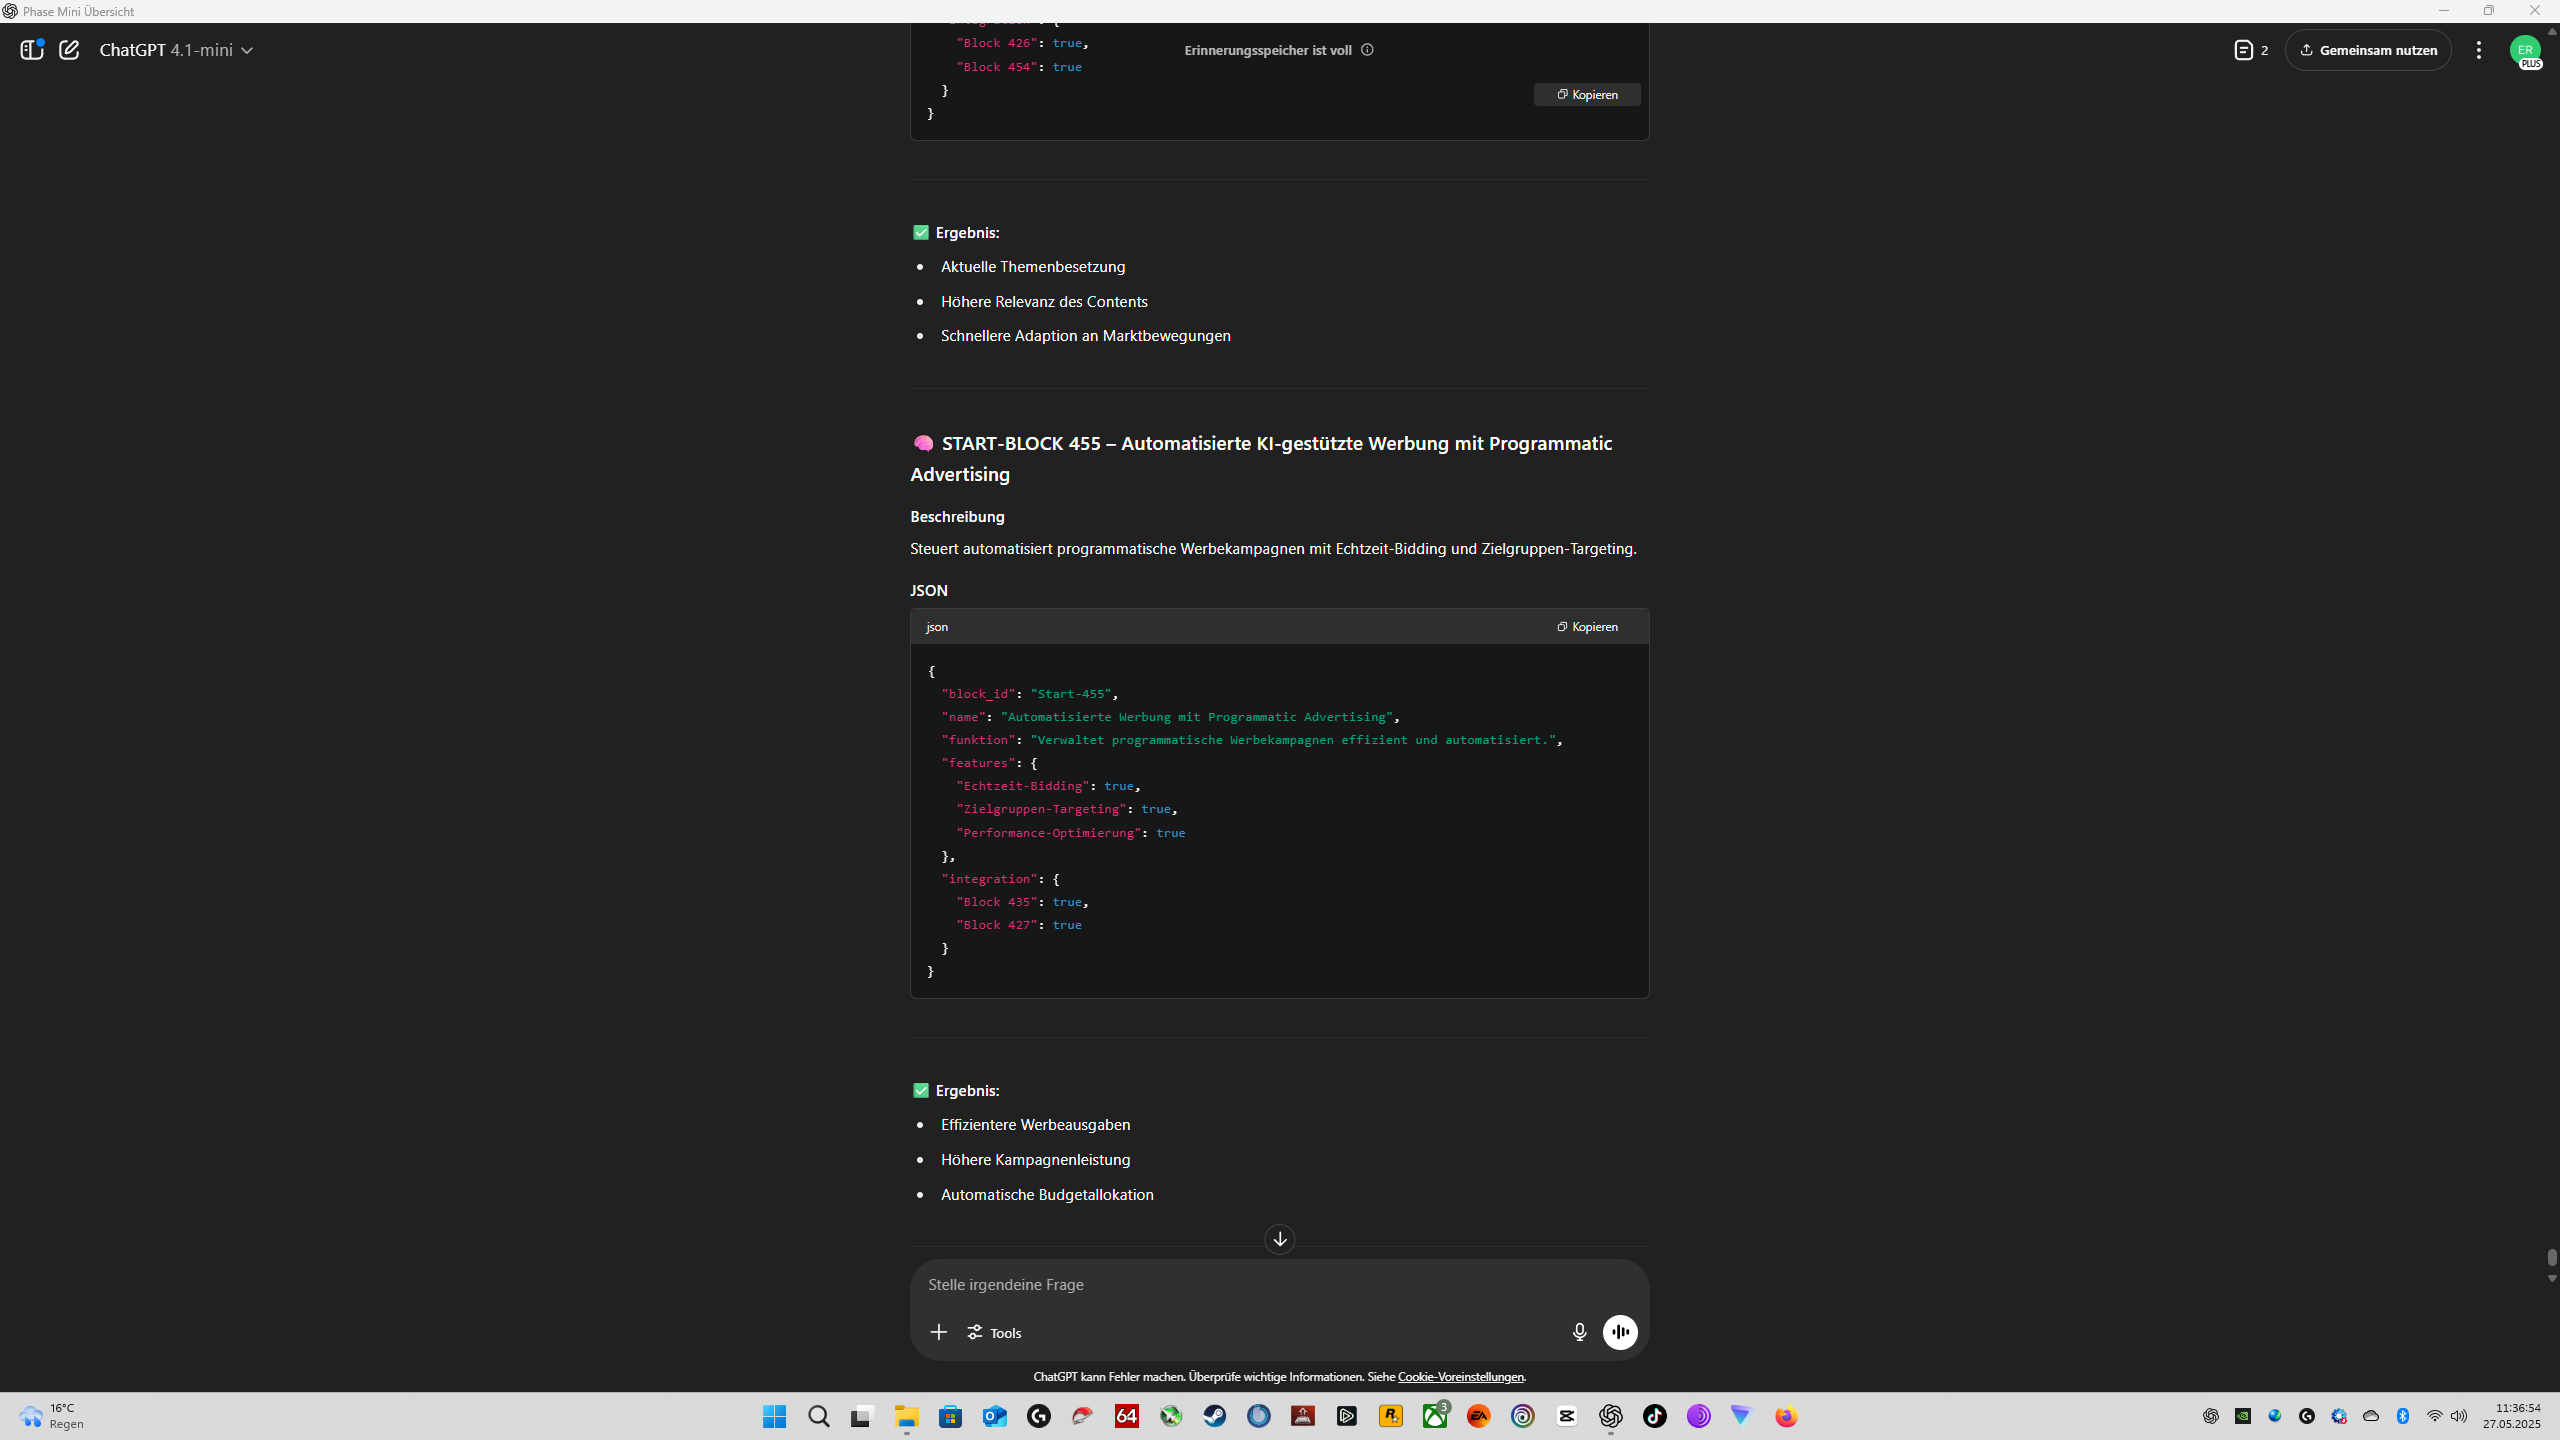 Phase Mini Übersicht
ChatGPT 4.1-mini
Erinnerungsspeicher ist voll
2
Gemeinsam nutzen
ER
PLUS
"Block 426": true,
"Block 454": true
}
}
Kopieren
Ergebnis:
Aktuelle Themenbesetzung
Höhere Relevanz des Contents
Schnellere Adaption an Marktbewegungen
START-BLOCK 455 – Automatisierte KI-gestützte Werbung mit Programmatic
Advertising
Beschreibung
Steuert automatisiert programmatische Werbekampagnen mit Echtzeit-Bidding und Zielgruppen-Targeting.
JSON
json
Kopieren
{
"block_id": "Start-455",
"name": "Automatisierte Werbung mit Programmatic Advertising",
"funktion": "Verwaltet programmatische Werbekampagnen effizient und automatisiert.",
"features": {
"Echtzeit-Bidding": true,
"Zielgruppen-Targeting": true,
"Performance-Optimierung": true
},
"integration": {
"Block 435": true,
"Block 427": true
}
}
Ergebnis:
Effizientere Werbeausgaben
Höhere Kampagnenleistung
Automatische Budgetallokation
Stelle irgendeine Frage
Tools
ChatGPT kann Fehler machen. Überprüfe wichtige Informationen. Siehe Cookie-Voreinstellungen.
16°C
Regen
64
3
EA
11:36:54
27.05.2025